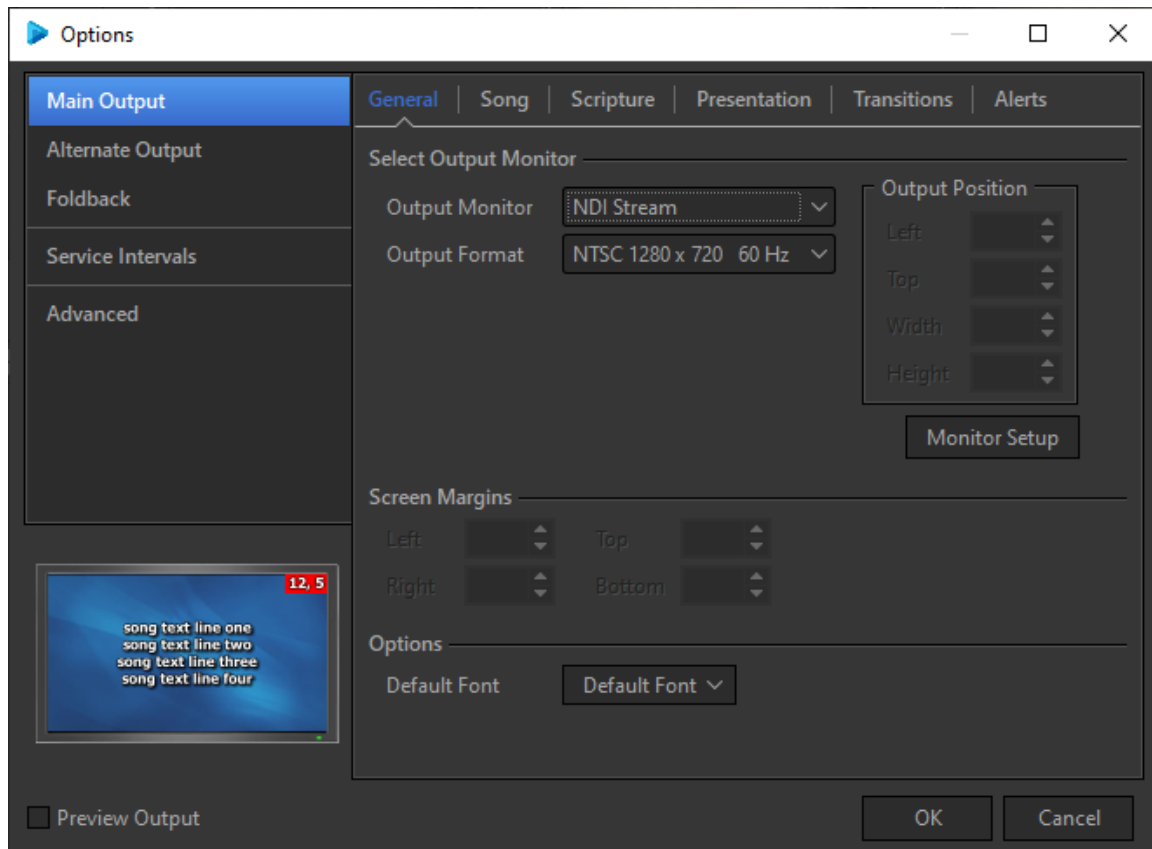 Options
Main Output
Alternate Output
Foldback
Service Intervals
Advanced
General Song Scripture Presentation Transitions Alerts
Select Output Monitor
Output Monitor NDI Stream
Output Format NTSC 1280 x 720 60 Hz
Output Position
Left
Top
Width
Height
Monitor Setup
Screen Margins
Left Top
Right Bottom
Options
Default Font Default Font
12, 5
song text line one
song text line two
song text line three
song text line four
Preview Output
OK Cancel